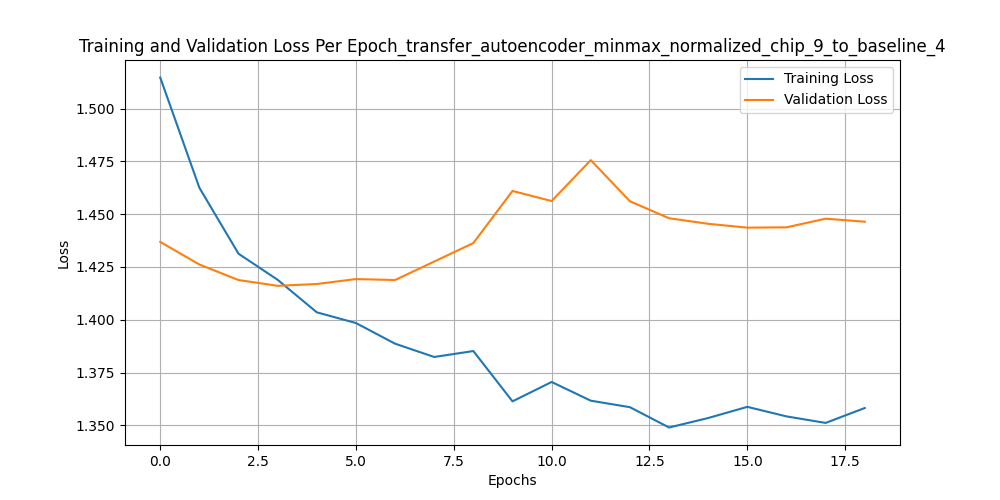 Training and Validation Loss Per Epoch_transfer_autoencoder_minmax_normalized_chip_9_to_baseline_4
Training Loss
Validation Loss
1.500
1.475
1.450
1.425
1.400
1.375
1.350
Loss
0.0 2.5 5.0 7.5 10.0 12.5 15.0 17.5
Epochs